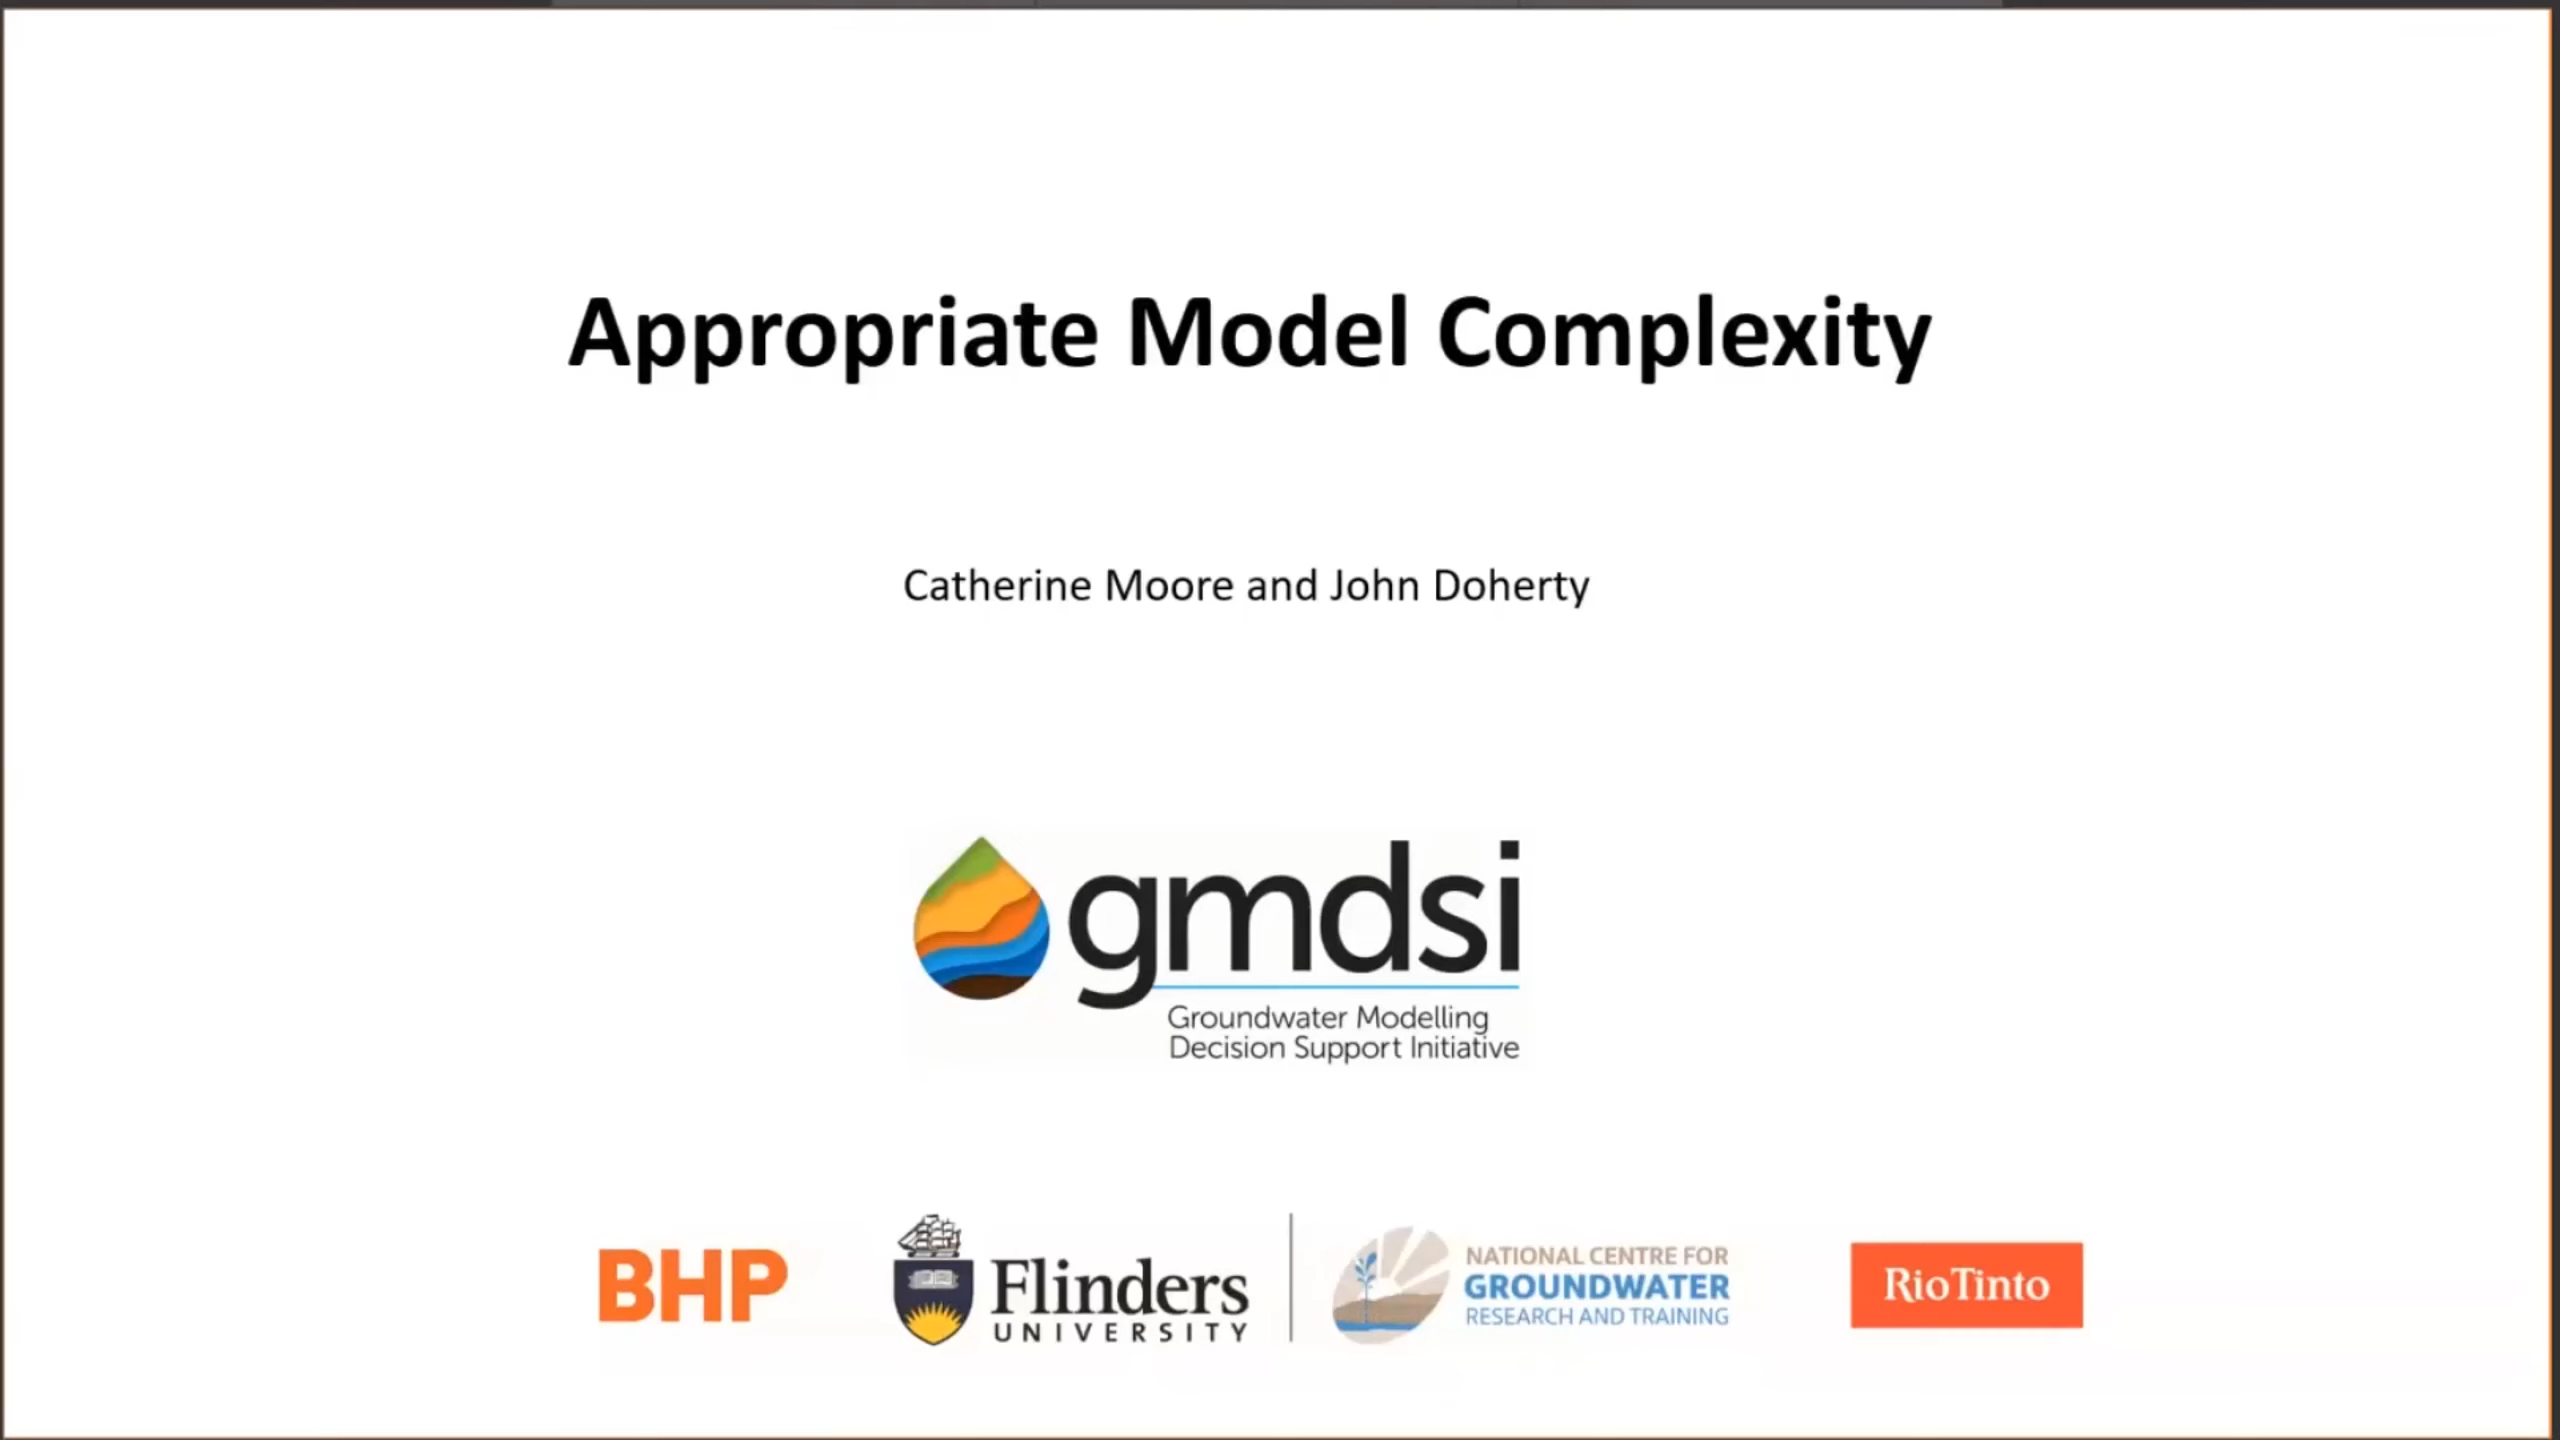 Appropriate Model Complexity
Catherine Moore and John Doherty
gmdsi
Groundwater Modelling
Decision Support Initiative
BHP
Flinders
UNIVERSITY
NATIONAL CENTRE FOR
GROUNDWATER
RESEARCH AND TRAINING
RioTinto